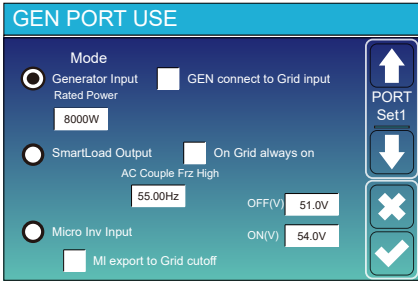 GEN PORT USE
Mode
Generator Input GEN connect to Grid input
Rated Power
8000W
PORT
Set1
SmartLoad Output On Grid always on
AC Couple Frz High
55.00Hz
OFF(V) 51.0V
Micro Inv Input ON(V) 54.0V
MI export to Grid cutoff